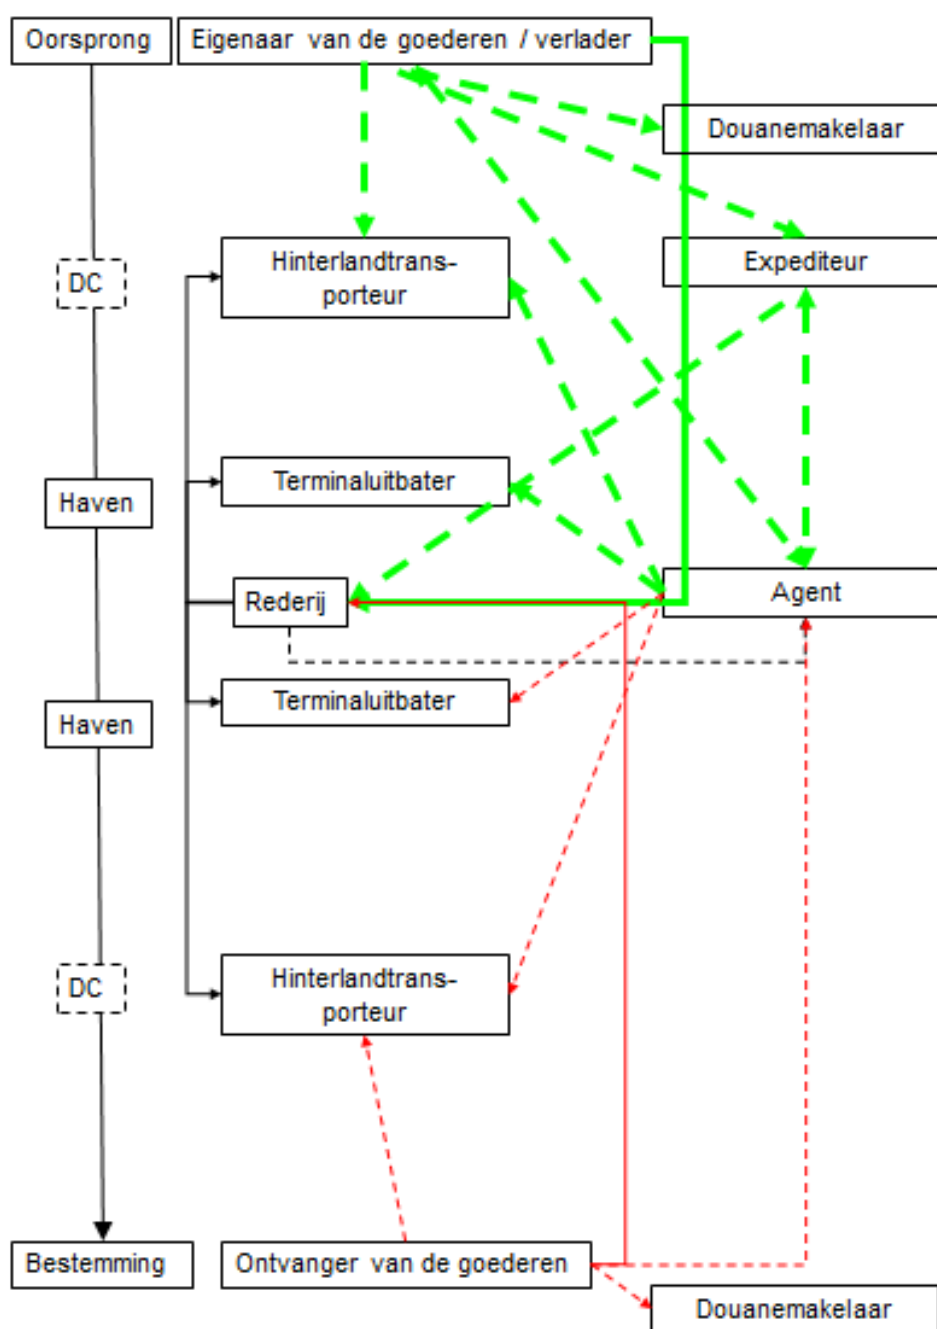 Oorsprong
Eigenaar van de goederen / verlader
Douanemakelaar
DC
Hinterlandtrans-
porteur
Expediteur
Haven
Terminaluitbater
Rederij
Agent
Haven
Terminaluitbater
DC
Hinterlandtrans-
porteur
Bestemming
Ontvanger van de goederen
Douanemakelaar